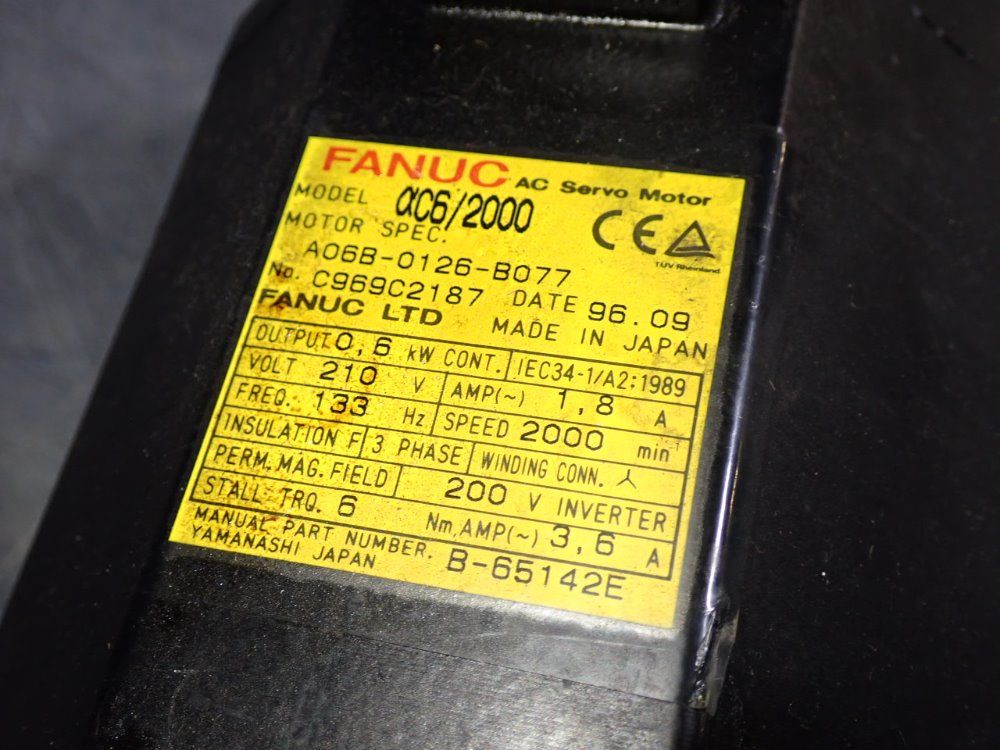 FANUC AC Servo Motor
MODEL αC6/2000
CE
TÜV Rheinland
MOTOR SPEC.
A06B-0126-B077
No. C969C2187 DATE 96.09
FANUC LTD MADE IN JAPAN
OUTPUT 0,6 kW CONT. IEC34-1/A2:1989
VOLT 210 V AMP(~) 1,8 A
FREQ. 133 Hz SPEED 2000 min⁻¹
INSULATION F 3 PHASE WINDING CONN. 人
PERM. MAG. FIELD 200 V INVERTER
STALL TRQ. 6 Nm, AMP(~) 3,6 A
MANUAL PART NUMBER. B-65142E
YAMANASHI JAPAN